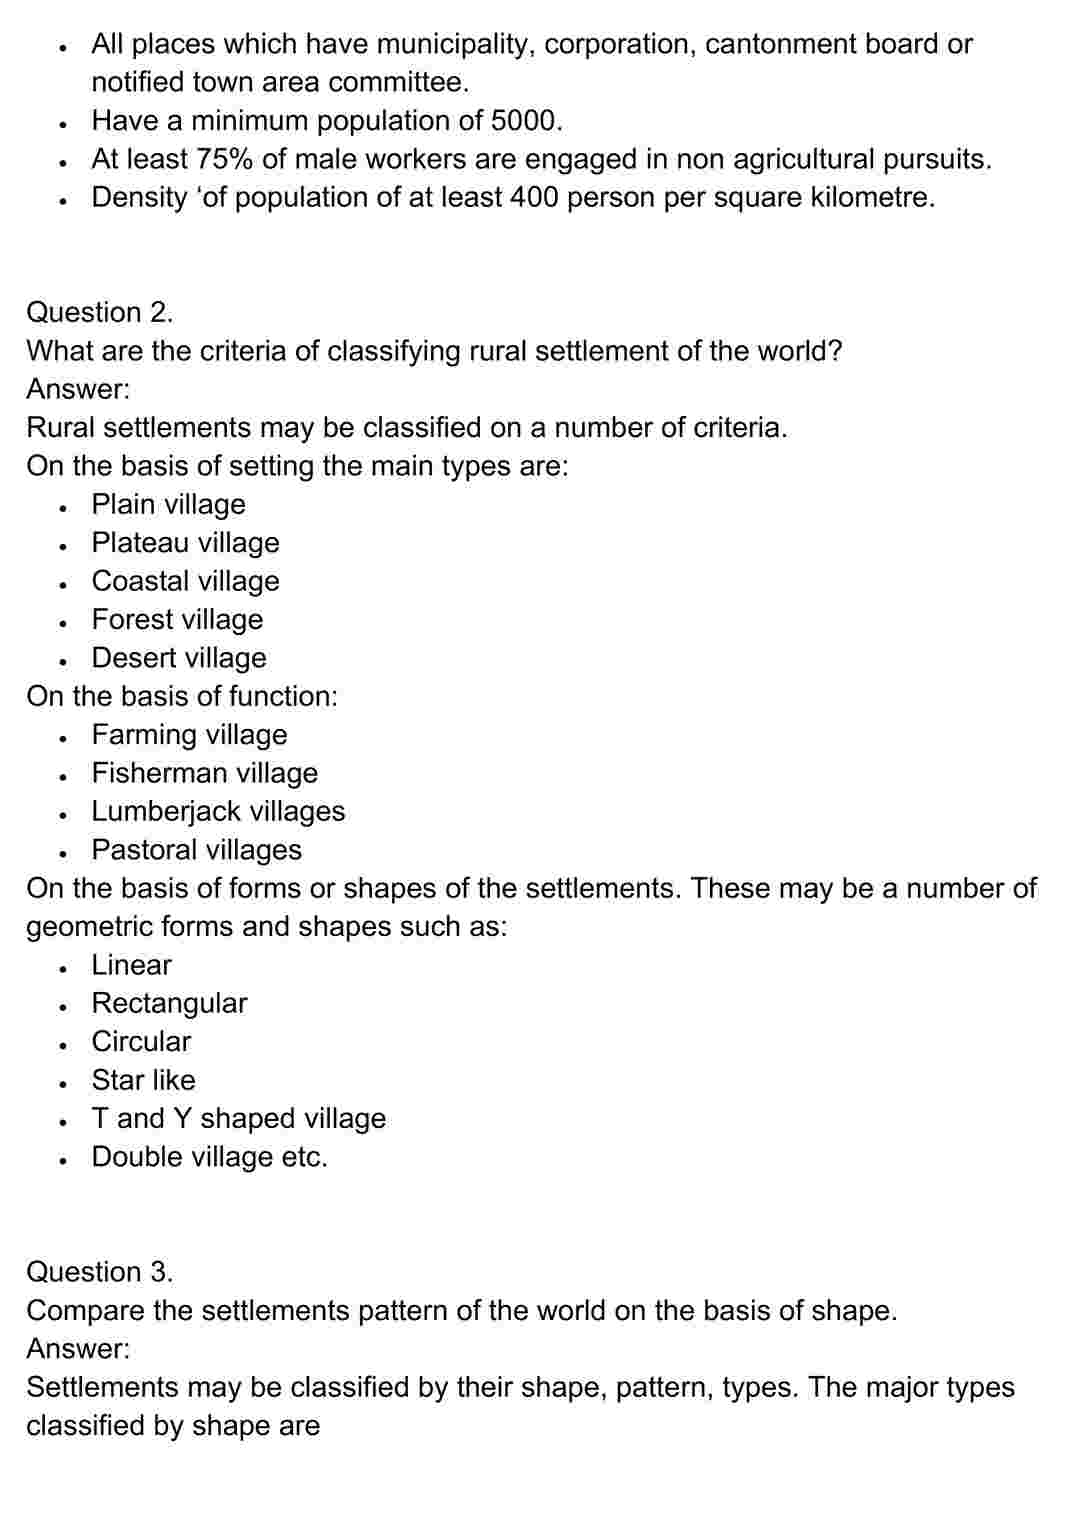 • All places which have municipality, corporation, cantonment board or
notified town area committee.
• Have a minimum population of 5000.
• At least 75% of male workers are engaged in non agricultural pursuits.
• Density ‘of population of at least 400 person per square kilometre.
Question 2.
What are the criteria of classifying rural settlement of the world?
Answer:
Rural settlements may be classified on a number of criteria.
On the basis of setting the main types are:
• Plain village
• Plateau village
• Coastal village
• Forest village
• Desert village
On the basis of function:
• Farming village
• Fisherman village
• Lumberjack villages
• Pastoral villages
On the basis of forms or shapes of the settlements. These may be a number of
geometric forms and shapes such as:
• Linear
• Rectangular
• Circular
• Star like
• T and Y shaped village
• Double village etc.
Question 3.
Compare the settlements pattern of the world on the basis of shape.
Answer:
Settlements may be classified by their shape, pattern, types. The major types
classified by shape are